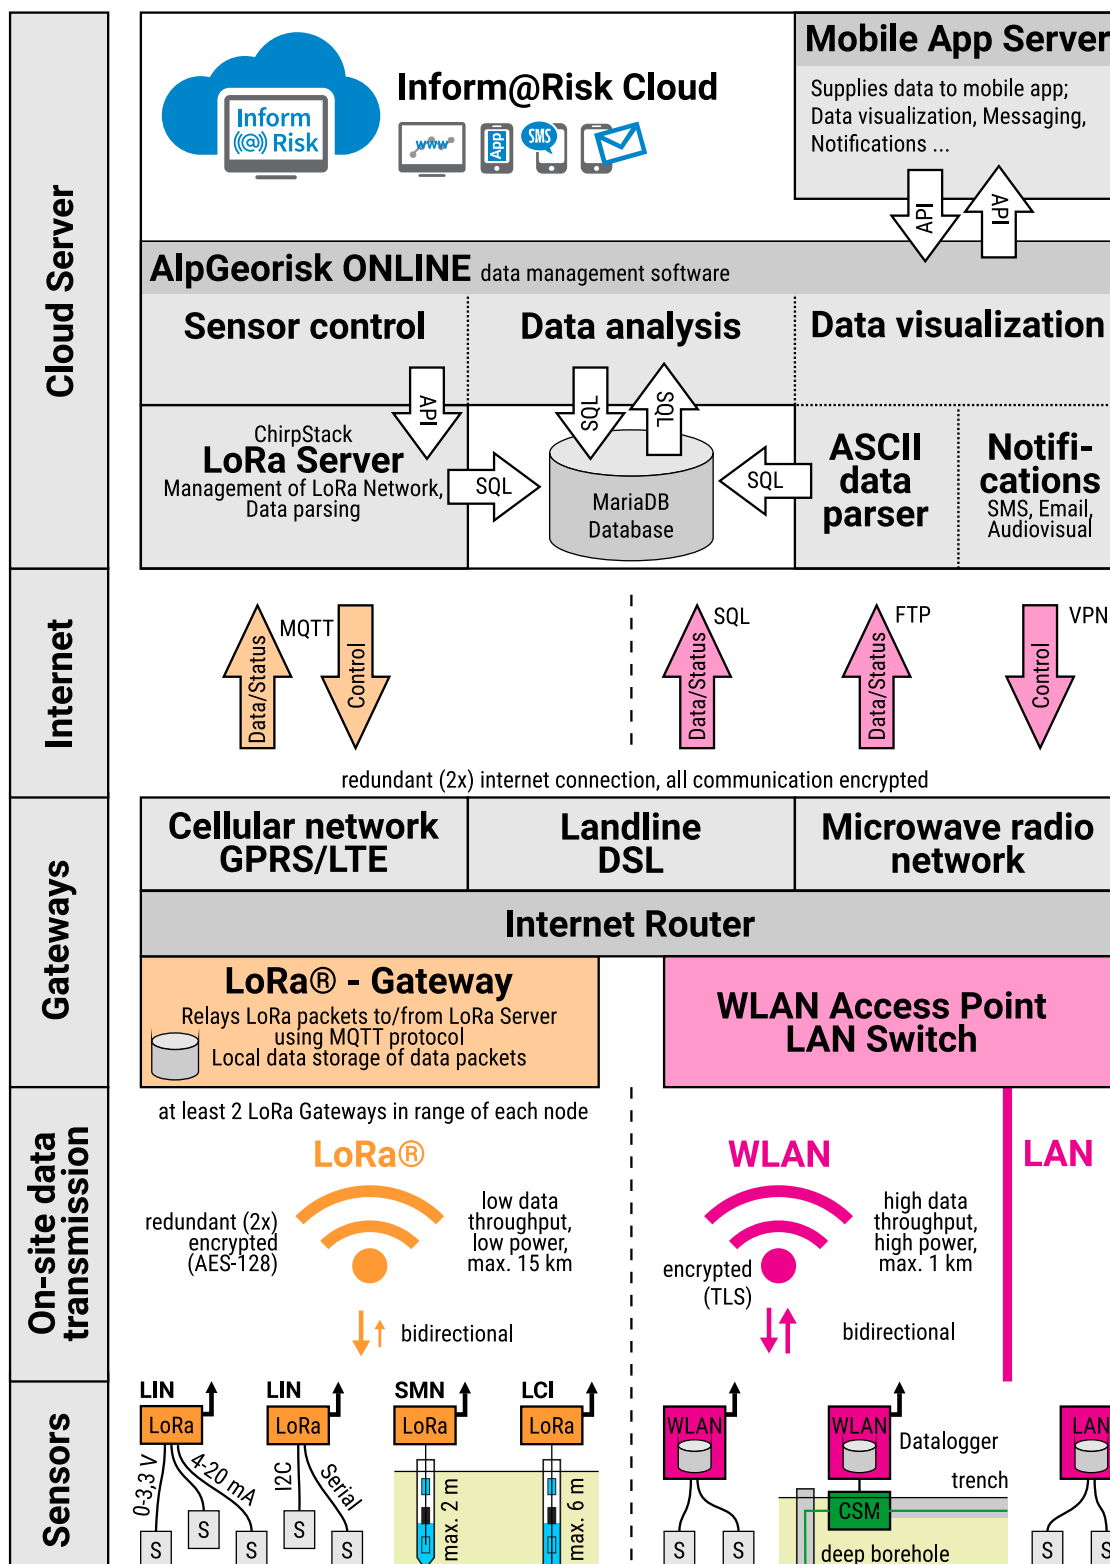 Cloud Server
Inform
((@)) Risk
Inform@Risk Cloud
www
App
SMS
Mobile App Server
Supplies data to mobile app;
Data visualization, Messaging,
Notifications ...
API
API
AlpGeorisk ONLINE data management software
Sensor control
Data analysis
Data visualization
API
SQL
SQL
ChirpStack
LoRa Server
Management of LoRa Network,
Data parsing
SQL
MariaDB
Database
SQL
ASCII
data
parser
Notifi-
cations
SMS, Email,
Audiovisual
Internet
Data/Status
MQTT
Control
Data/Status
SQL
Data/Status
FTP
Control
VPN
redundant (2x) internet connection, all communication encrypted
Gateways
Cellular network
GPRS/LTE
Landline
DSL
Microwave radio
network
Internet Router
LoRa® - Gateway
Relays LoRa packets to/from LoRa Server
using MQTT protocol
Local data storage of data packets
WLAN Access Point
LAN Switch
On-site data
transmission
at least 2 LoRa Gateways in range of each node
LoRa®
redundant (2x)
encrypted
(AES-128)
low data
throughput,
low power,
max. 15 km
bidirectional
WLAN
encrypted
(TLS)
high data
throughput,
high power,
max. 1 km
bidirectional
LAN
Sensors
LIN
LoRa
0-3,3 V
4-20 mA
S
S
S
LIN
LoRa
I2C
Serial
S
S
SMN
LoRa
max. 2 m
LCI
LoRa
max. 6 m
WLAN
S
S
WLAN
Datalogger
trench
CSM
deep borehole
LAN
S
S